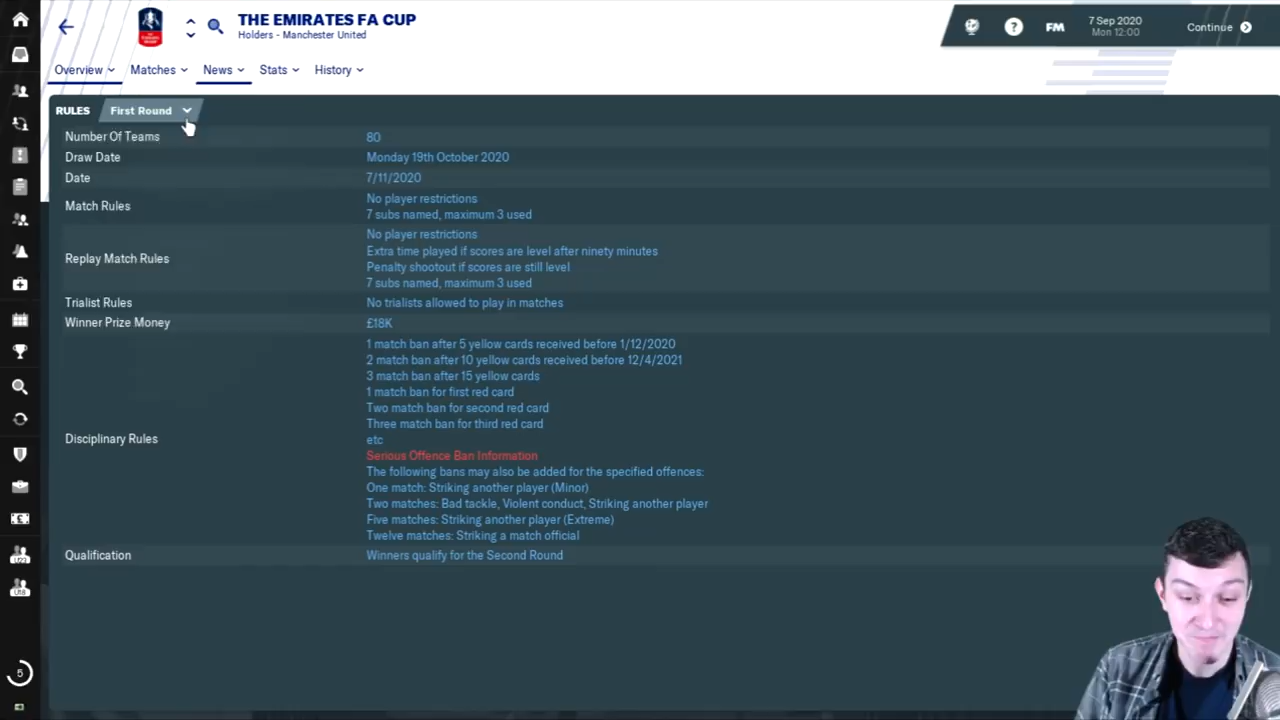 THE EMIRATES FA CUP
Holders - Manchester United
7 Sep 2020
Mon 12:00
FM
?
Continue
Overview
Matches
News
Stats
History
RULES
First Round
Number Of Teams
80
Draw Date
Monday 19th October 2020
Date
7/11/2020
Match Rules
No player restrictions
7 subs named, maximum 3 used
Replay Match Rules
No player restrictions
Extra time played if scores are level after ninety minutes
Penalty shootout if scores are still level
7 subs named, maximum 3 used
Trialist Rules
No trialists allowed to play in matches
Winner Prize Money
£18K
Disciplinary Rules
1 match ban after 5 yellow cards received before 1/12/2020
2 match ban after 10 yellow cards received before 12/4/2021
3 match ban after 15 yellow cards
1 match ban for first red card
Two match ban for second red card
Three match ban for third red card
etc
Serious Offence Ban Information
The following bans may also be added for the specified offences:
One match: Striking another player (Minor)
Two matches: Bad tackle, Violent conduct, Striking another player
Five matches: Striking another player (Extreme)
Twelve matches: Striking a match official
Qualification
Winners qualify for the Second Round
U23
U18
5